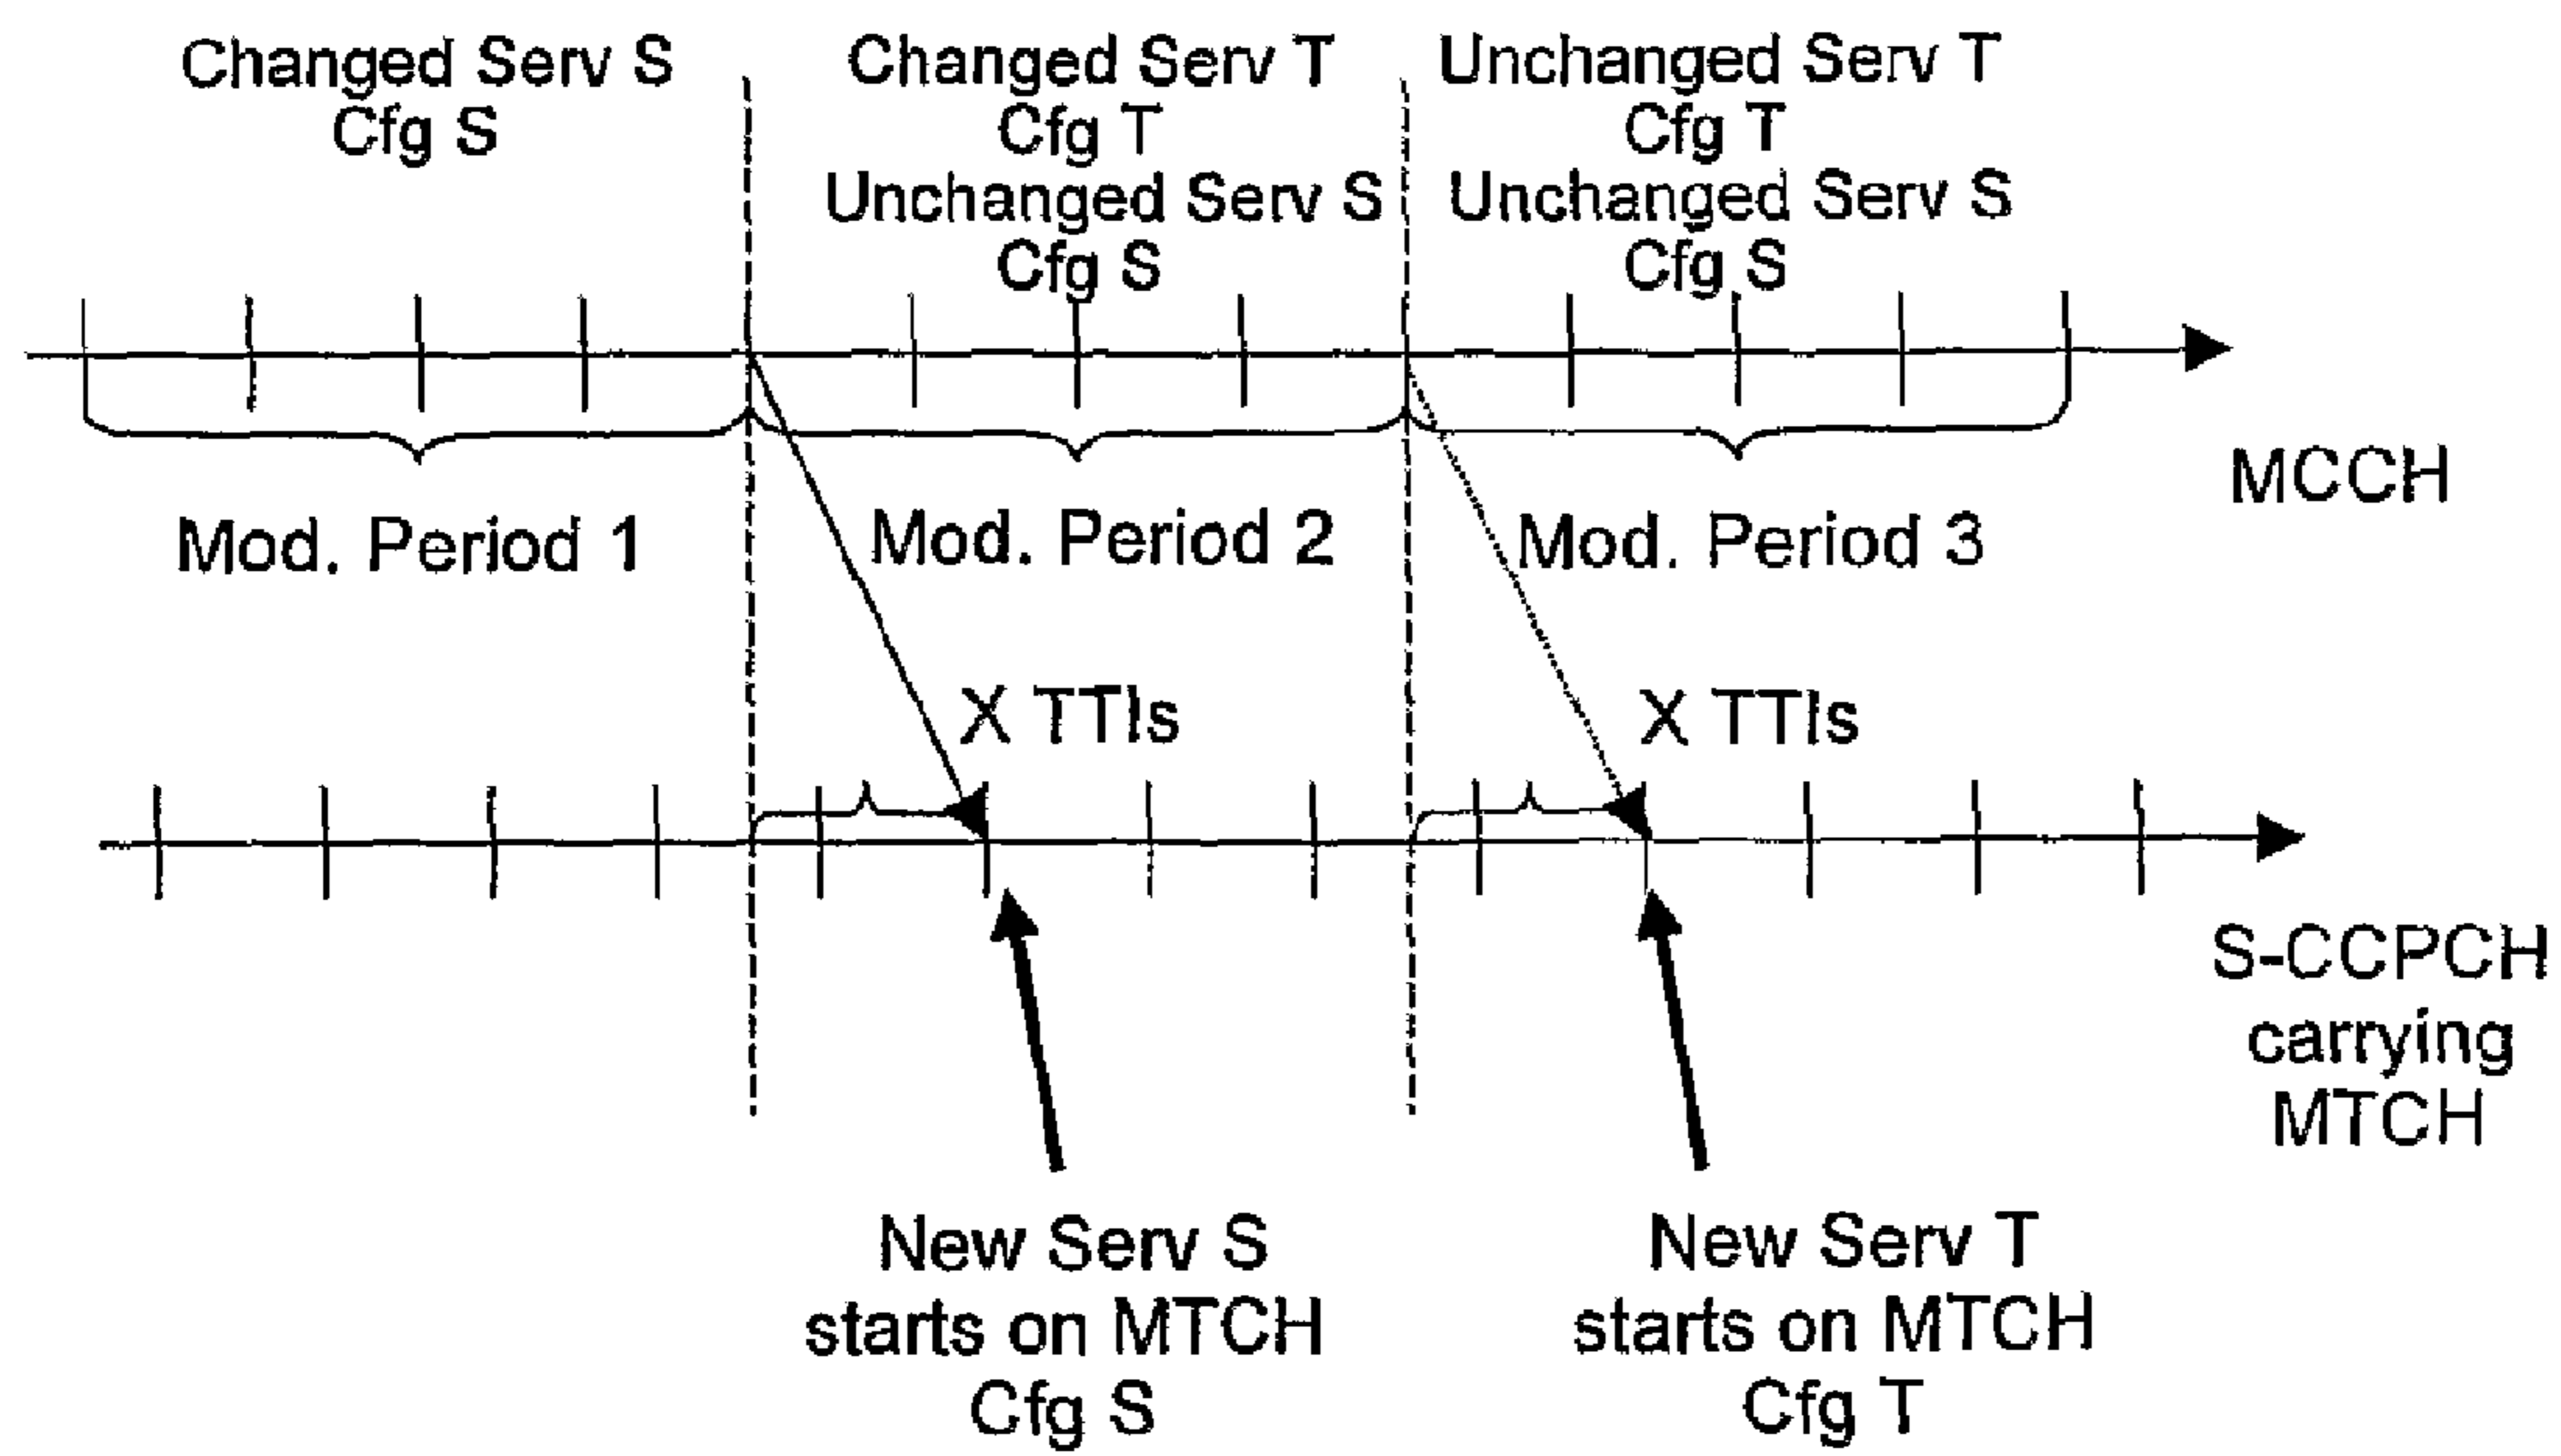 Changed Serv S
Cfg S
Changed Serv T
Cfg T
Unchanged Serv S
Cfg S
Unchanged Serv T
Cfg T
Unchanged Serv S
Cfg S
MCCH
Mod. Period 1
Mod. Period 2
Mod. Period 3
X TTIs
X TTIs
S-CCPCH
carrying
MTCH
New Serv S
starts on MTCH
Cfg S
New Serv T
starts on MTCH
Cfg T